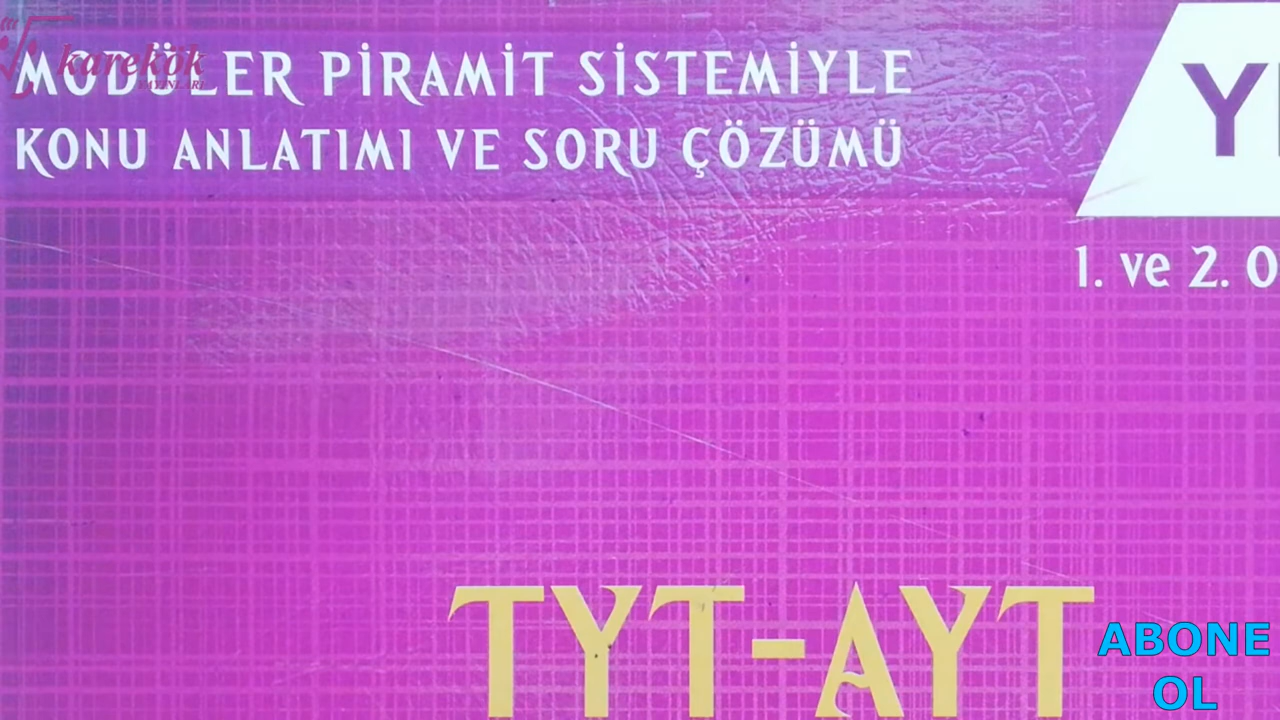 karekök
YAYINLARI
MODÜLER PİRAMİT SİSTEMİYLE
KONU ANLATIMI VE SORU ÇÖZÜMÜ
1. ve 2.
TYT-AYT
ABONE
OL